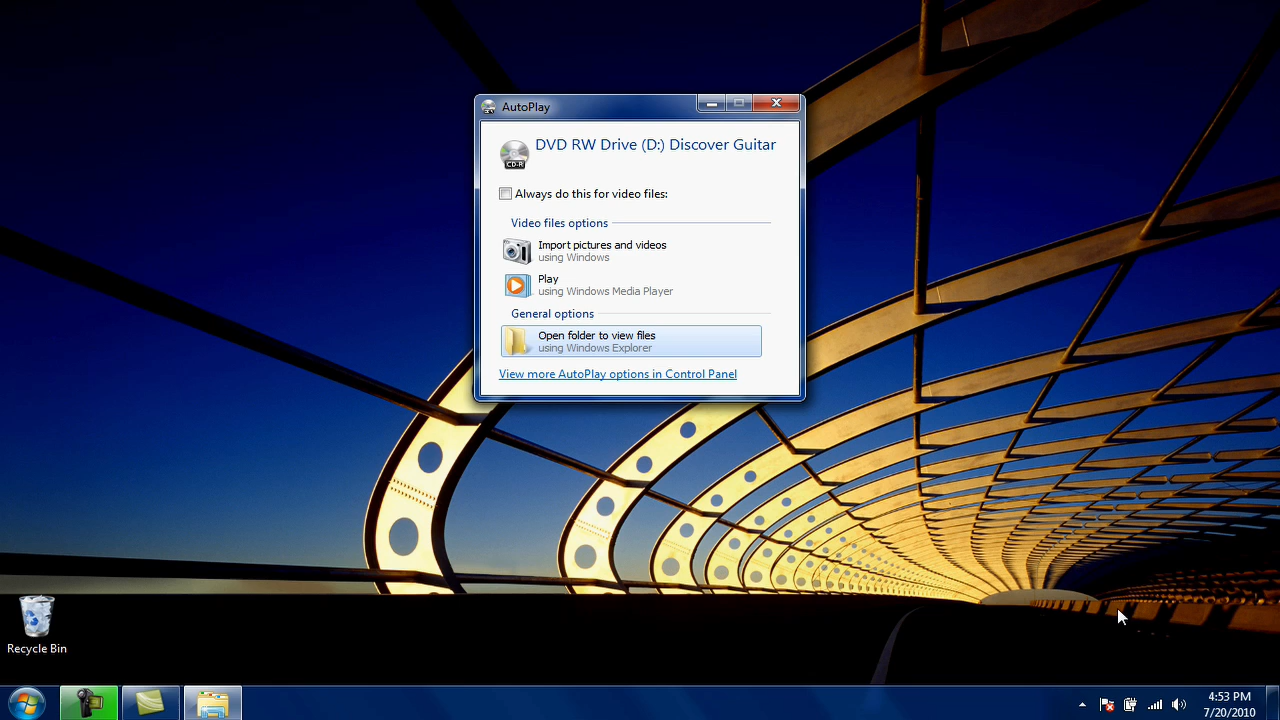 AutoPlay
DVD RW Drive (D:) Discover Guitar
CD-R
Always do this for video files:
Video files options
Import pictures and videos
using Windows
Play
using Windows Media Player
General options
Open folder to view files
using Windows Explorer
View more AutoPlay options in Control Panel
Recycle Bin
4:53 PM
7/20/2010